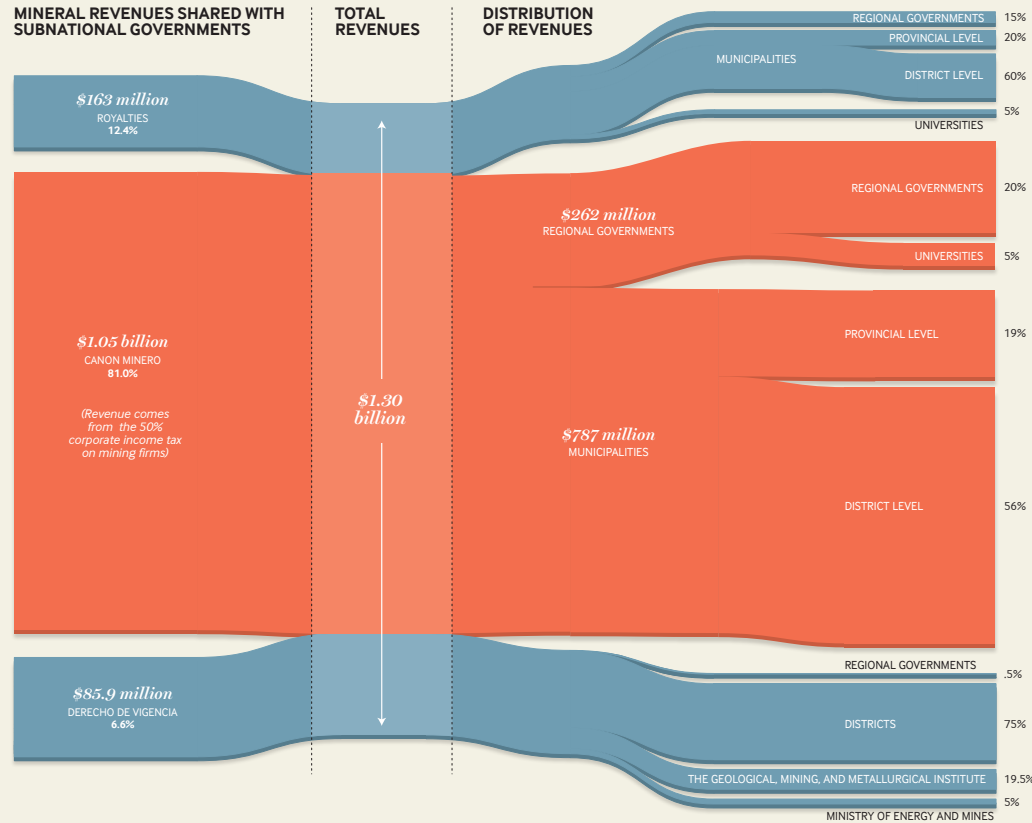 MINERAL REVENUES SHARED WITH
SUBNATIONAL GOVERNMENTS
TOTAL
REVENUES
DISTRIBUTION
OF REVENUES
$163 million
ROYALTIES
12.4%
$1.05 billion
CANON MINERO
81.0%
(Revenue comes
from the 50%
corporate income tax
on mining firms)
$85.9 million
DERECHO DE VIGENCIA
6.6%
$1.30
billion
MUNICIPALITIES
REGIONAL GOVERNMENTS 15%
PROVINCIAL LEVEL 20%
DISTRICT LEVEL 60%
5%
UNIVERSITIES
$262 million
REGIONAL GOVERNMENTS
REGIONAL GOVERNMENTS 20%
UNIVERSITIES 5%
$787 million
MUNICIPALITIES
PROVINCIAL LEVEL 19%
DISTRICT LEVEL 56%
REGIONAL GOVERNMENTS
.5%
DISTRICTS 75%
THE GEOLOGICAL, MINING, AND METALLURGICAL INSTITUTE 19.5%
5%
MINISTRY OF ENERGY AND MINES